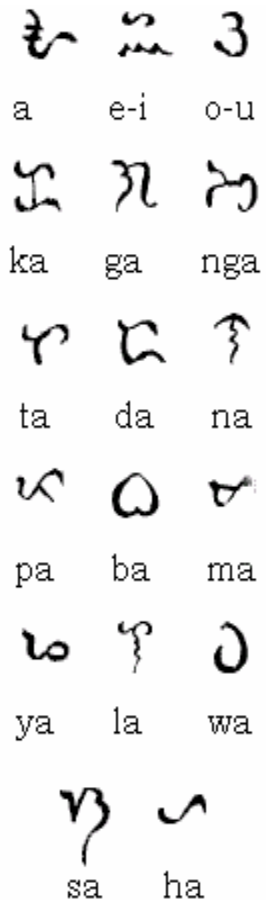 ᜀ ᜁ ᜂ
a e-i o-u
ᜃ ᜄ ᜅ
ka ga nga
ᜆ ᜇ ᜈ
ta da na
ᜉ ᜊ ᜋ
pa ba ma
ᜌ ᜎ ᜏ
ya la wa
ᜐ ᜑ
sa ha